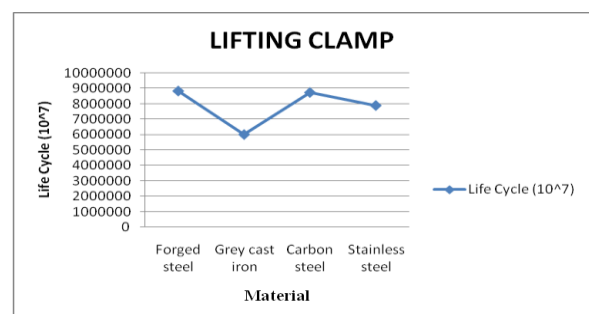 LIFTING CLAMP
Life Cycle (10^7)
10000000
9000000
8000000
7000000
6000000
5000000
4000000
3000000
2000000
1000000
0
Forged steel
Grey cast iron
Carbon steel
Stainless steel
Material
Life Cycle (10^7)